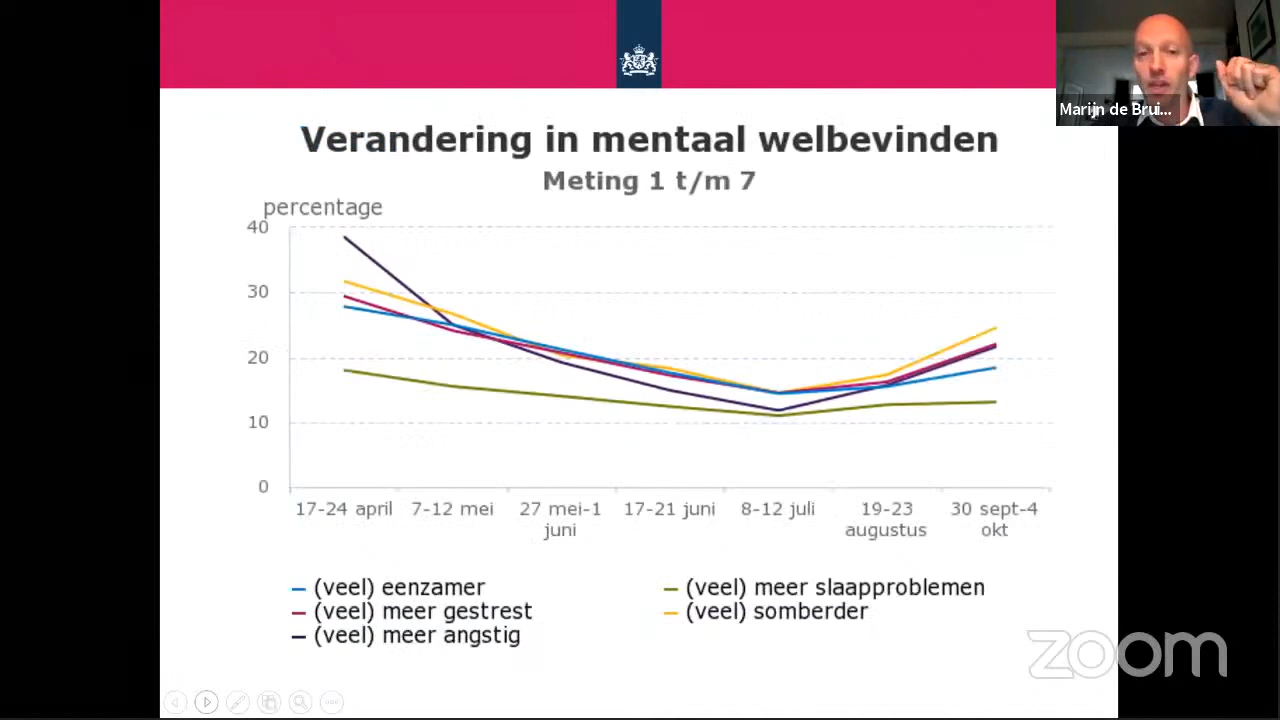 Marijn de Brui...
Verandering in mentaal welbevinden
Meting 1 t/m 7
percentage
40
30
20
10
0
17-24 april
7-12 mei
27 mei-1
juni
17-21 juni
8-12 juli
19-23
augustus
30 sept-4
okt
(veel) eenzamer
(veel) meer gestrest
(veel) meer angstig
(veel) meer slaapproblemen
(veel) somberder
zoom